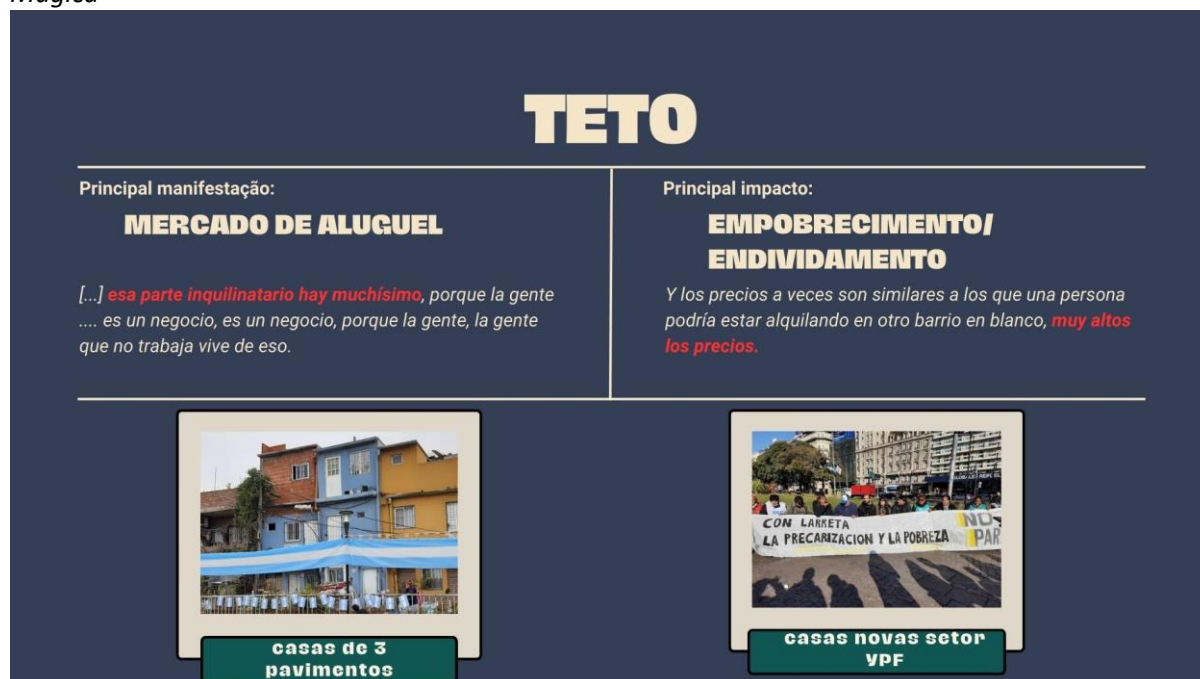 TETO
Principal manifestação:
MERCADO DE ALUGUEL
[...] esa parte inquilinatario hay muchísimo, porque la gente
.... es un negocio, es un negocio, porque la gente, la gente
que no trabaja vive de eso.
Principal impacto:
EMPOBRECIMENTO/
ENDIVIDAMENTO
Y los precios a veces son similares a los que una persona
podría estar alquilando en otro barrio en blanco, muy altos
los precios.
casas de 3
pavimentos
CON LARRETA
LA PRECARIZACION Y LA POBREZA
NO
PAR
casas novas setor
YPF